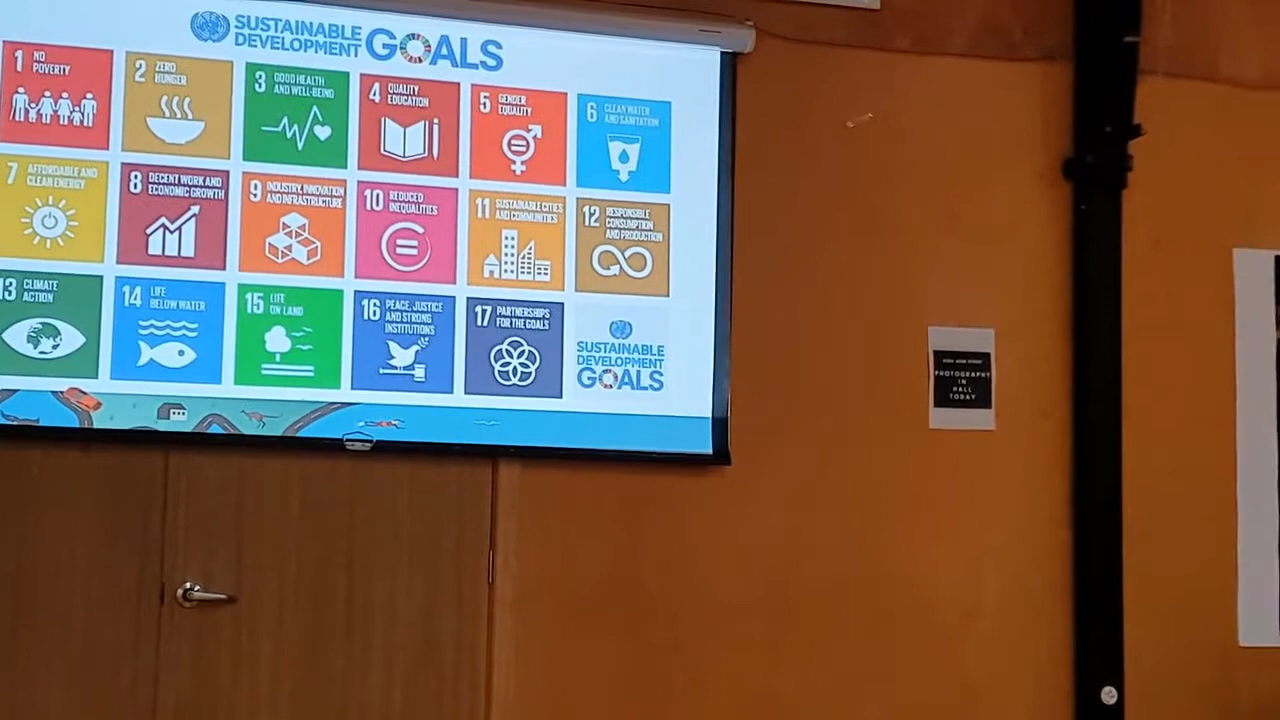 SUSTAINABLE
DEVELOPMENT
GOALS
1 NO
POVERTY
2 ZERO
HUNGER
3 GOOD HEALTH
AND WELL-BEING
4 QUALITY
EDUCATION
5 GENDER
EQUALITY
6 CLEAN WATER
AND SANITATION
7 AFFORDABLE AND
CLEAN ENERGY
8 DECENT WORK AND
ECONOMIC GROWTH
9 INDUSTRY, INNOVATION
AND INFRASTRUCTURE
10 REDUCED
INEQUALITIES
11 SUSTAINABLE CITIES
AND COMMUNITIES
12 RESPONSIBLE
CONSUMPTION
AND PRODUCTION
13 CLIMATE
ACTION
14 LIFE
BELOW WATER
15 LIFE
ON LAND
16 PEACE, JUSTICE
AND STRONG
INSTITUTIONS
17 PARTNERSHIPS
FOR THE GOALS
SUSTAINABLE
DEVELOPMENT
GOALS
PHOTOGRAPHY
IN
HALL
TODAY